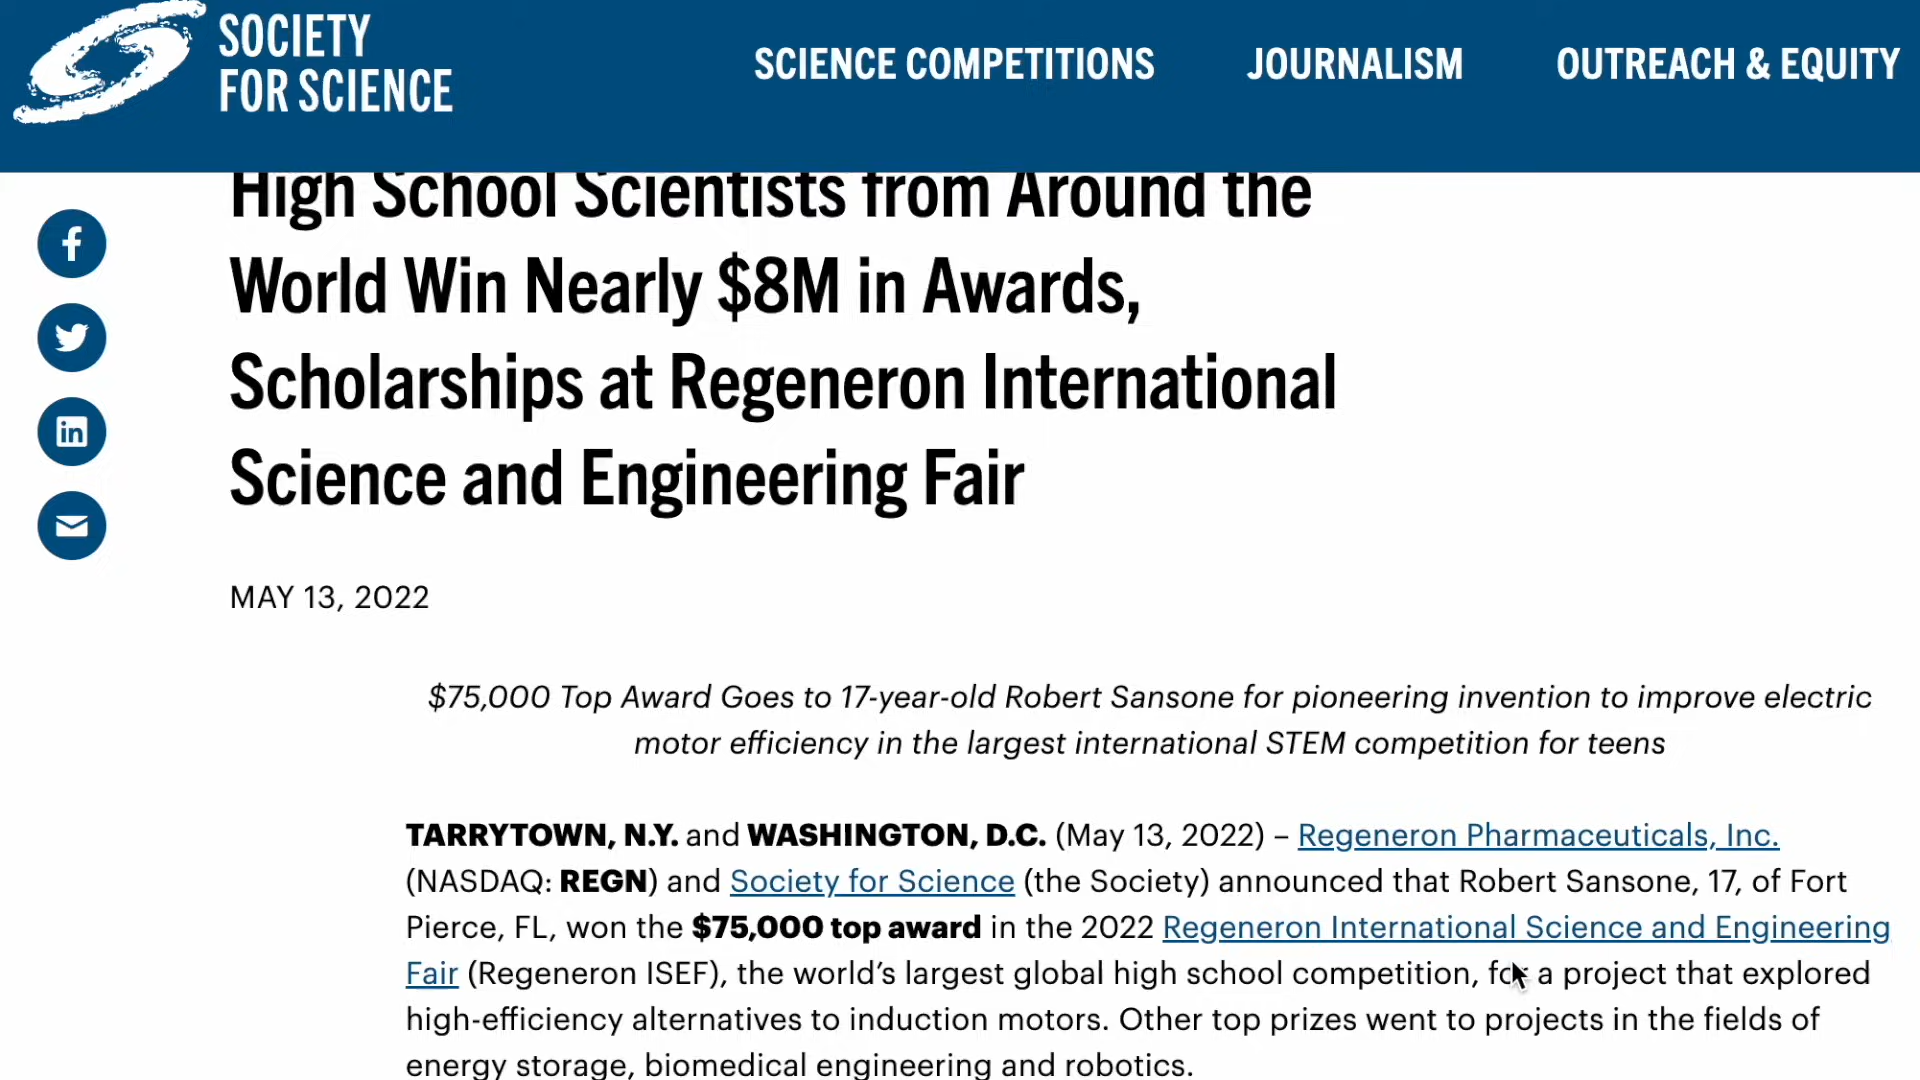 SOCIETY
FOR SCIENCE
SCIENCE COMPETITIONS
JOURNALISM
OUTREACH & EQUITY
High School Scientists from Around the
World Win Nearly $8M in Awards,
Scholarships at Regeneron International
Science and Engineering Fair
MAY 13, 2022
$75,000 Top Award Goes to 17-year-old Robert Sansone for pioneering invention to improve electric
motor efficiency in the largest international STEM competition for teens
TARRYTOWN, N.Y. and WASHINGTON, D.C. (May 13, 2022) – Regeneron Pharmaceuticals, Inc.
(NASDAQ: REGN) and Society for Science (the Society) announced that Robert Sansone, 17, of Fort
Pierce, FL, won the $75,000 top award in the 2022 Regeneron International Science and Engineering
Fair (Regeneron ISEF), the world’s largest global high school competition, for a project that explored
high-efficiency alternatives to induction motors. Other top prizes went to projects in the fields of
energy storage, biomedical engineering and robotics.